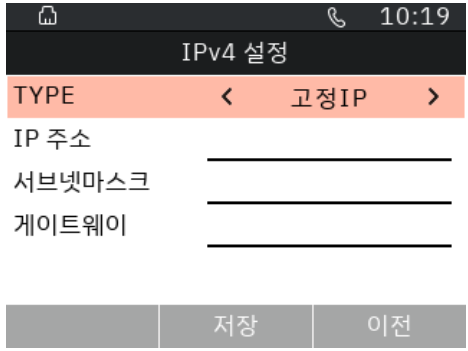 10:19
IPv4 설정
TYPE < 고정IP >
IP 주소
서브넷마스크
게이트웨이
저장 이전